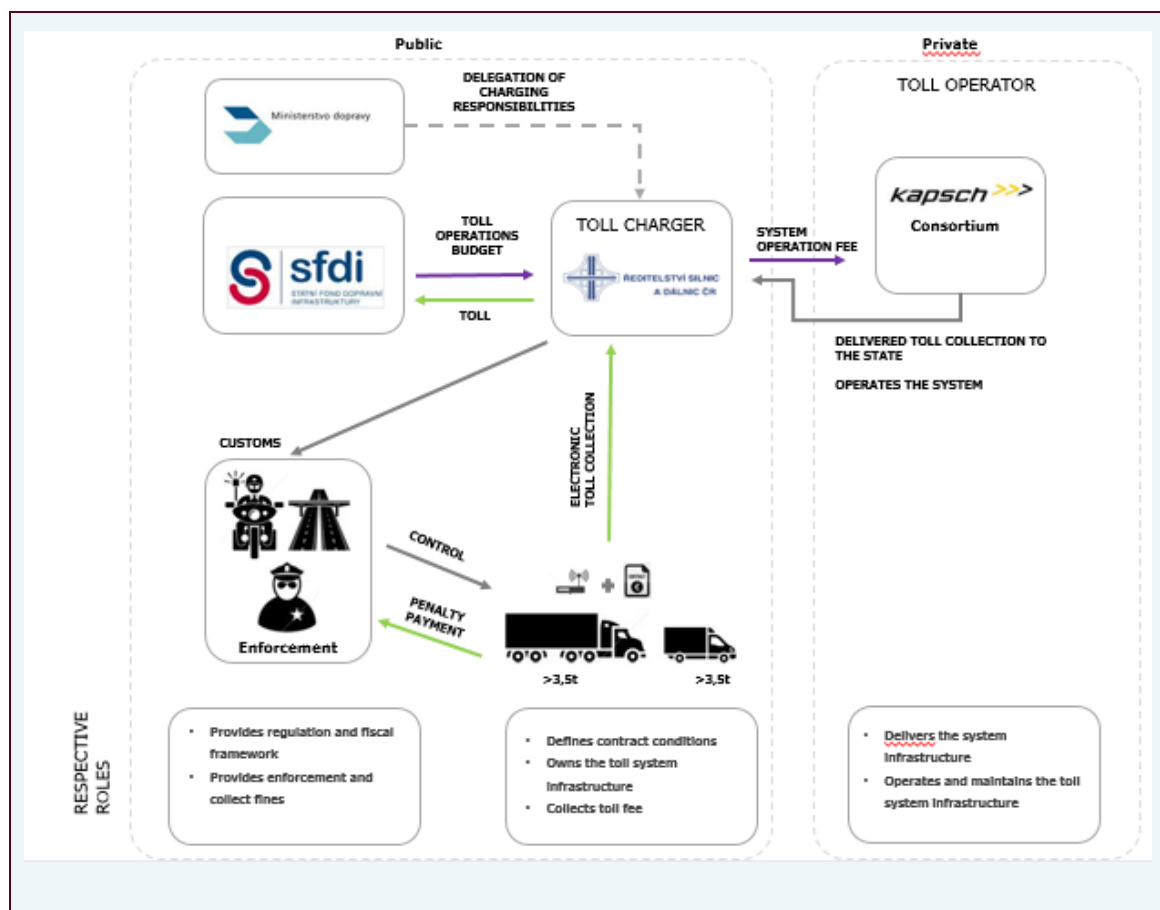 Public
Private
DELEGATION OF
CHARGING
RESPONSIBILITIES
TOLL OPERATOR
Ministerstvo dopravy
kapsch
Consortium
TOLL CHARGER
ŘEDITELSTVÍ SILNIC
A DÁLNIC ČR
TOLL
OPERATIONS
BUDGET
SYSTEM
OPERATION FEE
sfdi
STÁTNÍ FOND DOPRAVNÍ
INFRASTRUKTURY
TOLL
DELIVERED TOLL COLLECTION TO
THE STATE
OPERATES THE SYSTEM
CUSTOMS
ELECTRONIC
TOLL COLLECTION
CONTROL
PENALTY
PAYMENT
Enforcement
>3,5t
>3,5t
RESPECTIVE
ROLES
▪ Provides regulation and fiscal
framework
▪ Provides enforcement and
collect fines
▪ Defines contract conditions
▪ Owns the toll system
Infrastructure
▪ Collects toll fee
▪ Delivers the system
Infrastructure
▪ Operates and maintains the toll
system Infrastructure